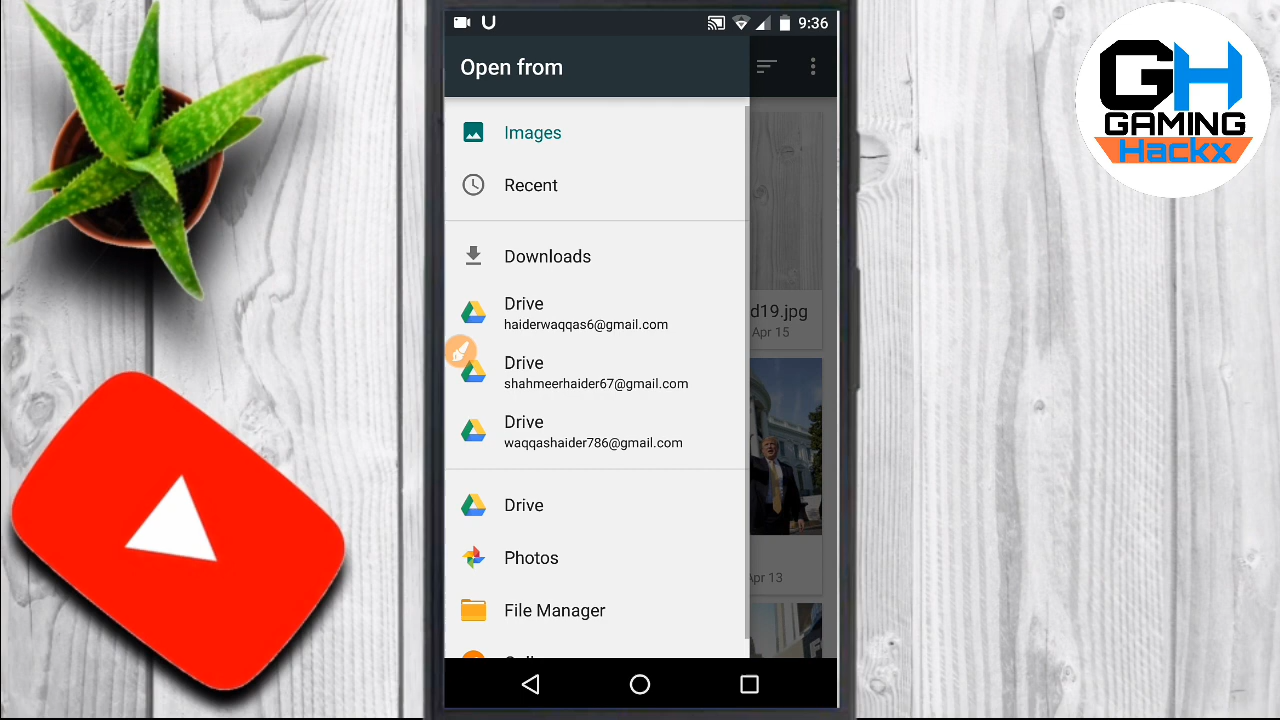 9:36
Open from
Images
Recent
Downloads
Drive
haiderwaqqas6@gmail.com
Drive
shahmeerhaider67@gmail.com
Drive
waqqashaider786@gmail.com
Drive
Photos
File Manager
d19.jpg
Apr 15
Apr 13
GH
GAMING
Hackx